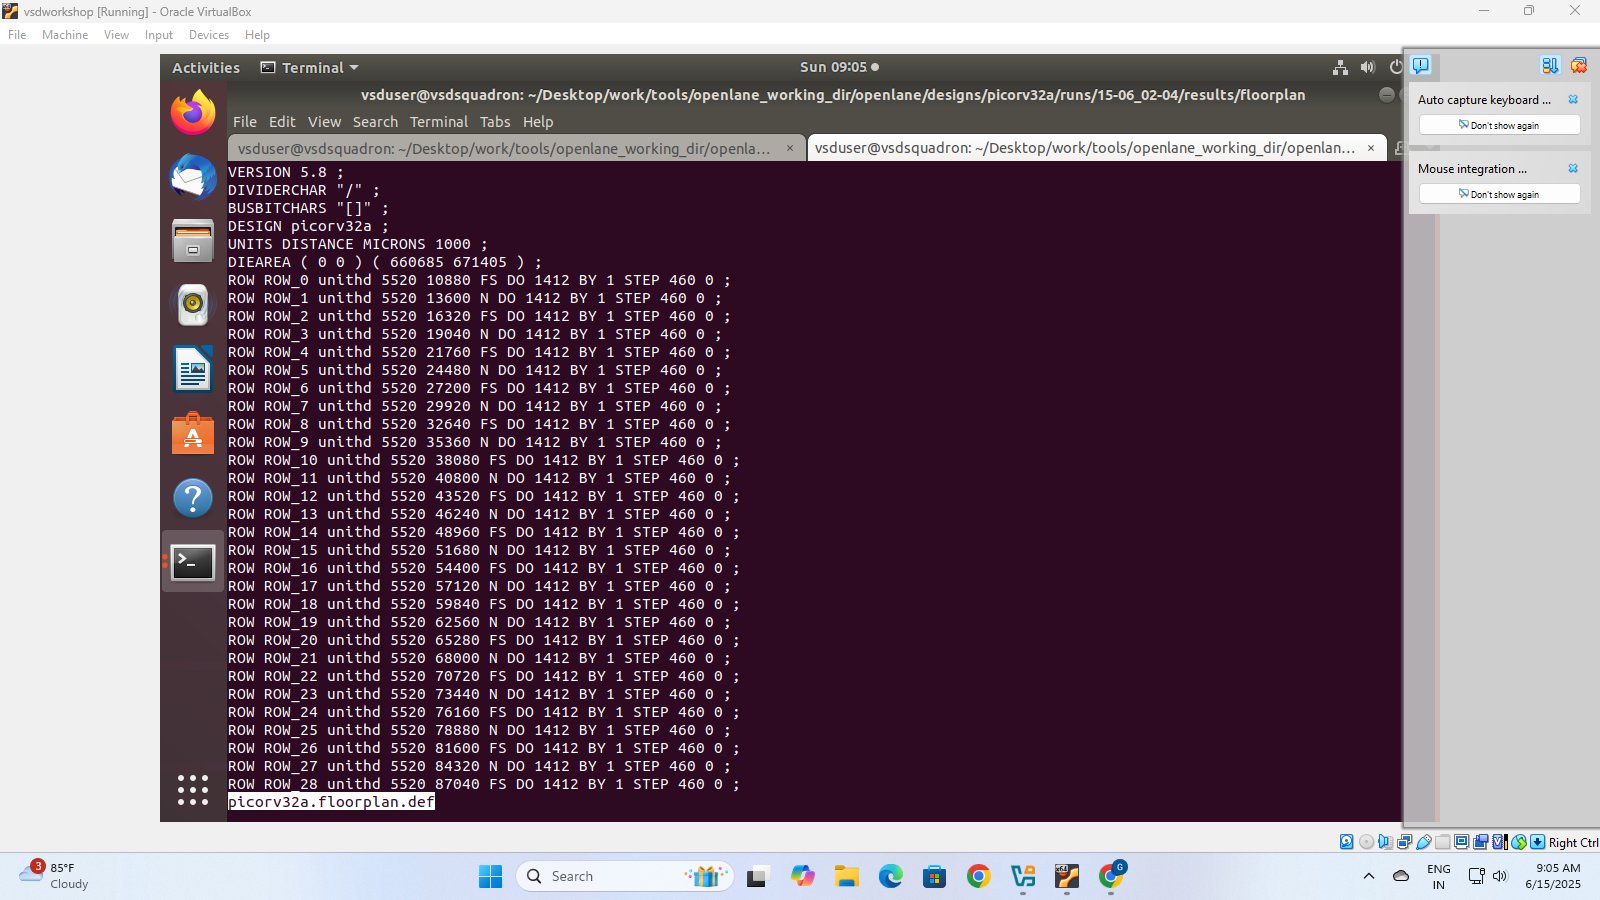 vsdworkshop [Running] - Oracle VirtualBox
File Machine View Input Devices Help
Activities Terminal Sun 09:05
vsduser@vsdsquadron: ~/Desktop/work/tools/openlane_working_dir/openlane/designs/picorv32a/runs/15-06_02-04/results/floorplan
File Edit View Search Terminal Tabs Help
vsduser@vsdsquadron: ~/Desktop/work/tools/openlane_working_dir/openla... × vsduser@vsdsquadron: ~/Desktop/work/tools/openlane_working_dir/openlan... ×
VERSION 5.8 ;
DIVIDERCHAR "/" ;
BUSBITCHARS "[]" ;
DESIGN picorv32a ;
UNITS DISTANCE MICRONS 1000 ;
DIEAREA ( 0 0 ) ( 660685 671405 ) ;
ROW ROW_0 unithd 5520 10880 FS DO 1412 BY 1 STEP 460 0 ;
ROW ROW_1 unithd 5520 13600 N DO 1412 BY 1 STEP 460 0 ;
ROW ROW_2 unithd 5520 16320 FS DO 1412 BY 1 STEP 460 0 ;
ROW ROW_3 unithd 5520 19040 N DO 1412 BY 1 STEP 460 0 ;
ROW ROW_4 unithd 5520 21760 FS DO 1412 BY 1 STEP 460 0 ;
ROW ROW_5 unithd 5520 24480 N DO 1412 BY 1 STEP 460 0 ;
ROW ROW_6 unithd 5520 27200 FS DO 1412 BY 1 STEP 460 0 ;
ROW ROW_7 unithd 5520 29920 N DO 1412 BY 1 STEP 460 0 ;
ROW ROW_8 unithd 5520 32640 FS DO 1412 BY 1 STEP 460 0 ;
ROW ROW_9 unithd 5520 35360 N DO 1412 BY 1 STEP 460 0 ;
ROW ROW_10 unithd 5520 38080 FS DO 1412 BY 1 STEP 460 0 ;
ROW ROW_11 unithd 5520 40800 N DO 1412 BY 1 STEP 460 0 ;
ROW ROW_12 unithd 5520 43520 FS DO 1412 BY 1 STEP 460 0 ;
ROW ROW_13 unithd 5520 46240 N DO 1412 BY 1 STEP 460 0 ;
ROW ROW_14 unithd 5520 48960 FS DO 1412 BY 1 STEP 460 0 ;
ROW ROW_15 unithd 5520 51680 N DO 1412 BY 1 STEP 460 0 ;
ROW ROW_16 unithd 5520 54400 FS DO 1412 BY 1 STEP 460 0 ;
ROW ROW_17 unithd 5520 57120 N DO 1412 BY 1 STEP 460 0 ;
ROW ROW_18 unithd 5520 59840 FS DO 1412 BY 1 STEP 460 0 ;
ROW ROW_19 unithd 5520 62560 N DO 1412 BY 1 STEP 460 0 ;
ROW ROW_20 unithd 5520 65280 FS DO 1412 BY 1 STEP 460 0 ;
ROW ROW_21 unithd 5520 68000 N DO 1412 BY 1 STEP 460 0 ;
ROW ROW_22 unithd 5520 70720 FS DO 1412 BY 1 STEP 460 0 ;
ROW ROW_23 unithd 5520 73440 N DO 1412 BY 1 STEP 460 0 ;
ROW ROW_24 unithd 5520 76160 FS DO 1412 BY 1 STEP 460 0 ;
ROW ROW_25 unithd 5520 78880 N DO 1412 BY 1 STEP 460 0 ;
ROW ROW_26 unithd 5520 81600 FS DO 1412 BY 1 STEP 460 0 ;
ROW ROW_27 unithd 5520 84320 N DO 1412 BY 1 STEP 460 0 ;
ROW ROW_28 unithd 5520 87040 FS DO 1412 BY 1 STEP 460 0 ;
picorv32a.floorplan.def
Auto capture keyboard ...
Don't show again
Mouse integration ...
Don't show again
Right Ctrl
3
85°F
Cloudy
Search
G
ENG
IN
9:05 AM
6/15/2025